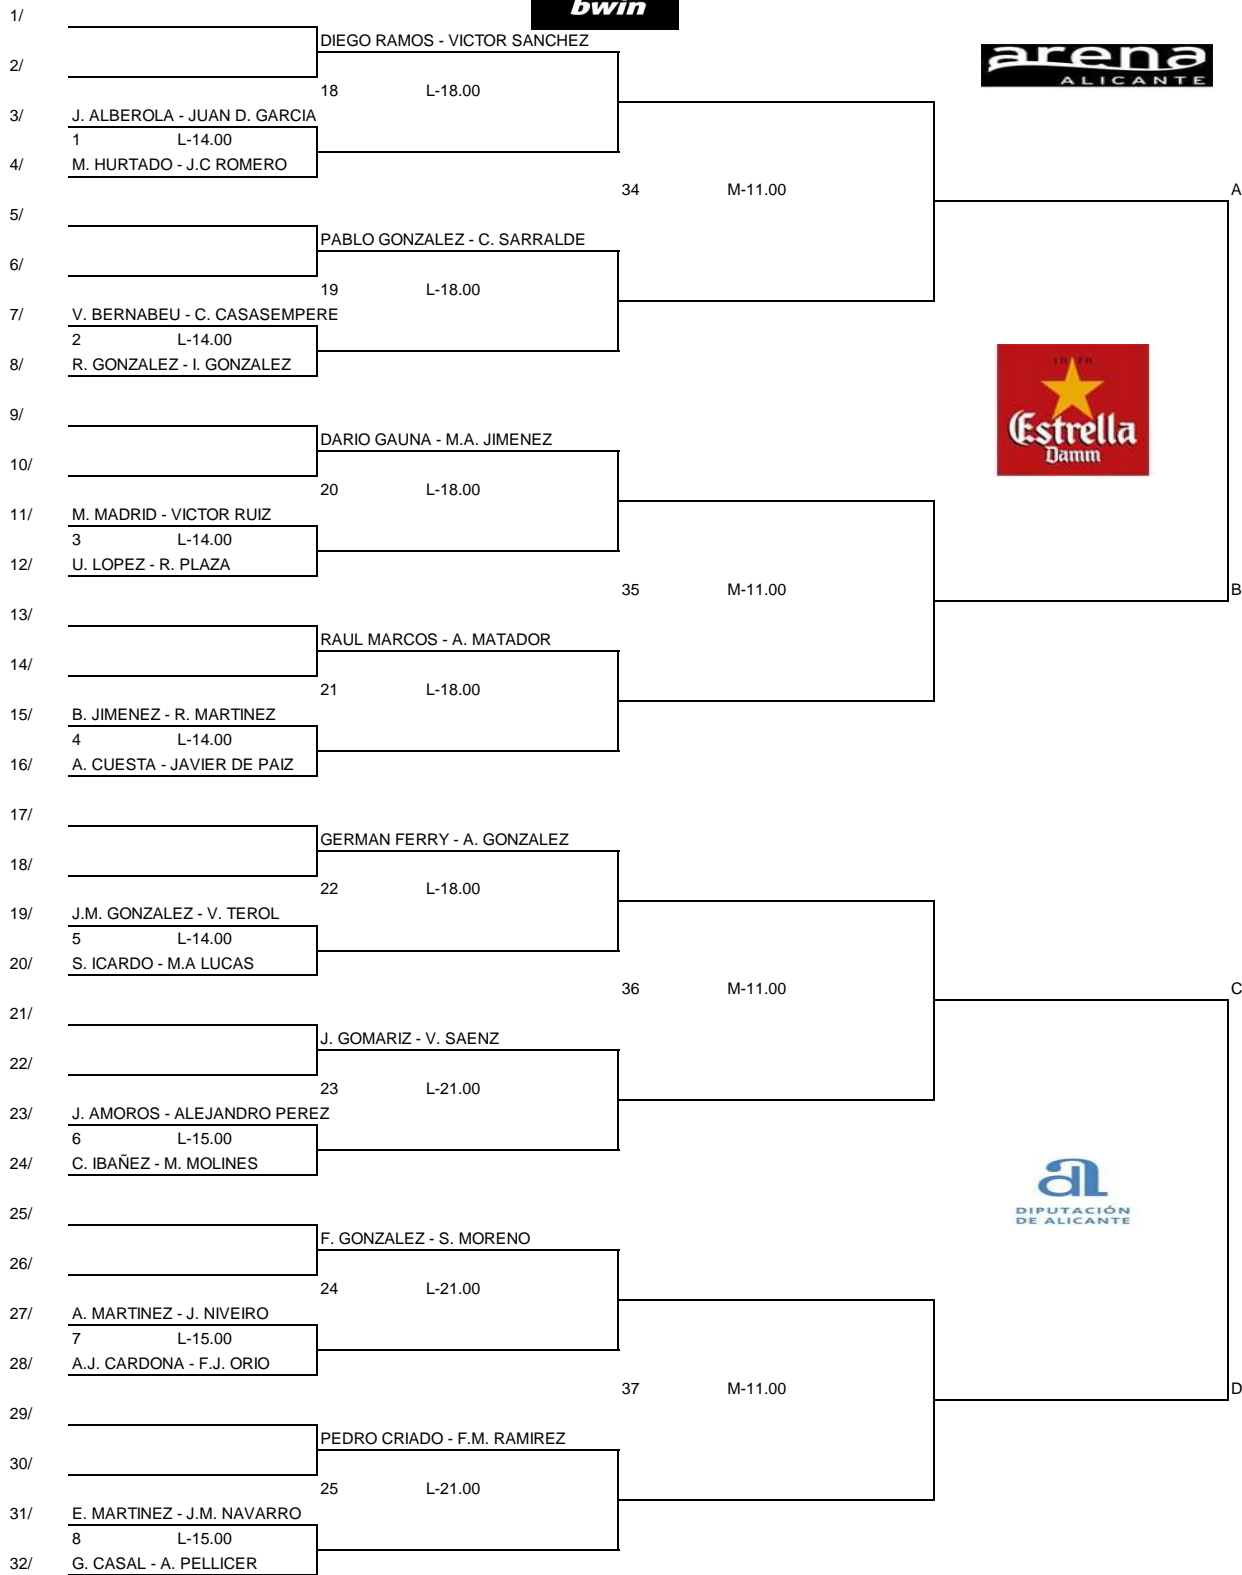 bwin
1/
DIEGO RAMOS - VICTOR SANCHEZ
arena
ALICANTE
2/
18 L-18.00
3/ J. ALBEROLA - JUAN D. GARCIA
1 L-14.00
4/ M. HURTADO - J.C ROMERO
34 M-11.00 A
5/
PABLO GONZALEZ - C. SARRALDE
6/
19 L-18.00
7/ V. BERNABEU - C. CASASEMPERE
2 L-14.00
8/ R. GONZALEZ - I. GONZALEZ
1876
Estrella
Damm
9/
DARIO GAUNA - M.A. JIMENEZ
10/
20 L-18.00
11/ M. MADRID - VICTOR RUIZ
3 L-14.00
12/ U. LOPEZ - R. PLAZA
35 M-11.00 B
13/
RAUL MARCOS - A. MATADOR
14/
21 L-18.00
15/ B. JIMENEZ - R. MARTINEZ
4 L-14.00
16/ A. CUESTA - JAVIER DE PAIZ
17/
GERMAN FERRY - A. GONZALEZ
18/
22 L-18.00
19/ J.M. GONZALEZ - V. TEROL
5 L-14.00
20/ S. ICARDO - M.A LUCAS
36 M-11.00 C
21/
J. GOMARIZ - V. SAENZ
22/
23 L-21.00
23/ J. AMOROS - ALEJANDRO PEREZ
6 L-15.00
24/ C. IBAÑEZ - M. MOLINES
DIPUTACIÓN
DE ALICANTE
25/
F. GONZALEZ - S. MORENO
26/
24 L-21.00
27/ A. MARTINEZ - J. NIVEIRO
7 L-15.00
28/ A.J. CARDONA - F.J. ORIO
37 M-11.00 D
29/
PEDRO CRIADO - F.M. RAMIREZ
30/
25 L-21.00
31/ E. MARTINEZ - J.M. NAVARRO
8 L-15.00
32/ G. CASAL - A. PELLICER